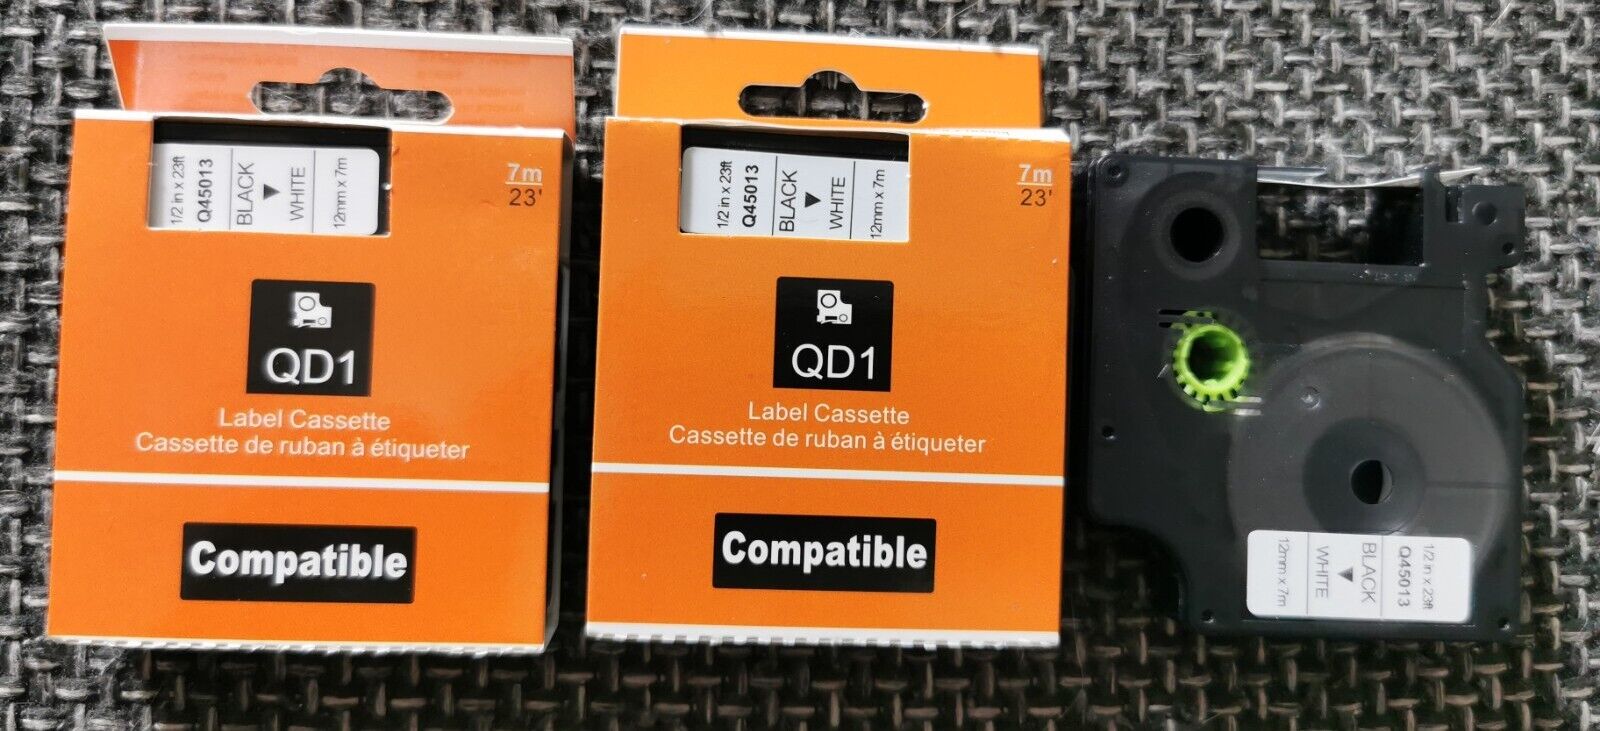 1/2 in x 23ft
Q45013
BLACK
WHITE
12mm x 7m
7m
23'
QD1
Label Cassette
Cassette de ruban à étiqueter
Compatible
1/2 in x 23ft
Q45013
BLACK
WHITE
12mm x 7m
7m
23'
QD1
Label Cassette
Cassette de ruban à étiqueter
Compatible
1/2 in x 23ft
Q45013
BLACK
WHITE
12mm x 7m